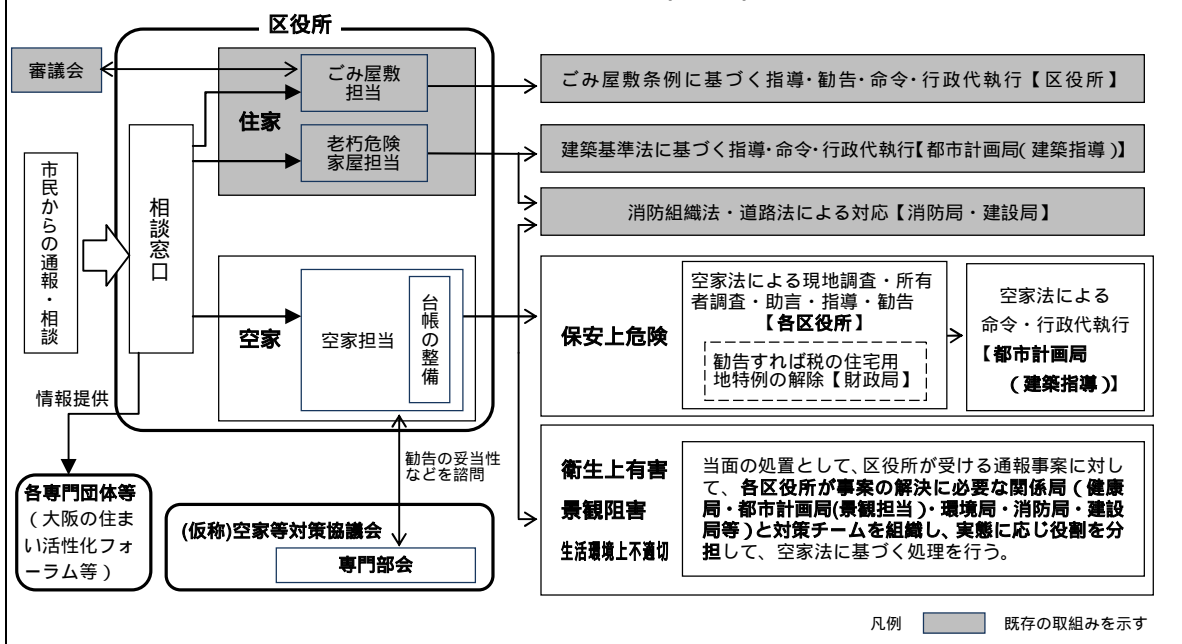 区役所
審議会
ごみ屋敷
担当
住家
老朽危険
家屋担当
ごみ屋敷条例に基づく指導・勧告・命令・行政代執行【区役所】
建築基準法に基づく指導・命令・行政代執行【都市計画局(建築指導)】
消防組織法・道路法による対応【消防局・建設局】
市民からの通報・相談
相談窓口
空家
空家担当
台帳の整備
保安上危険
空家法による現地調査・所有
者調査・助言・指導・勧告
【各区役所】
勧告すれば税の住宅用
地特例の解除【財政局】
空家法による
命令・行政代執行
【都市計画局
(建築指導)】
情報提供
各専門団体等
(大阪の住ま
い活性化フォ
ーラム等)
勧告の妥当性
などを諮問
(仮称)空家等対策協議会
専門部会
衛生上有害
景観阻害
生活環境上不適切
当面の処置として、区役所が受ける通報事案に対し
て、各区役所が事案の解決に必要な関係局(健康
局・都市計画局(景観担当)・環境局・消防局・建設
局等)と対策チームを組織し、実態に応じ役割を分
担して、空家法に基づく処理を行う。
凡例 既存の取組みを示す